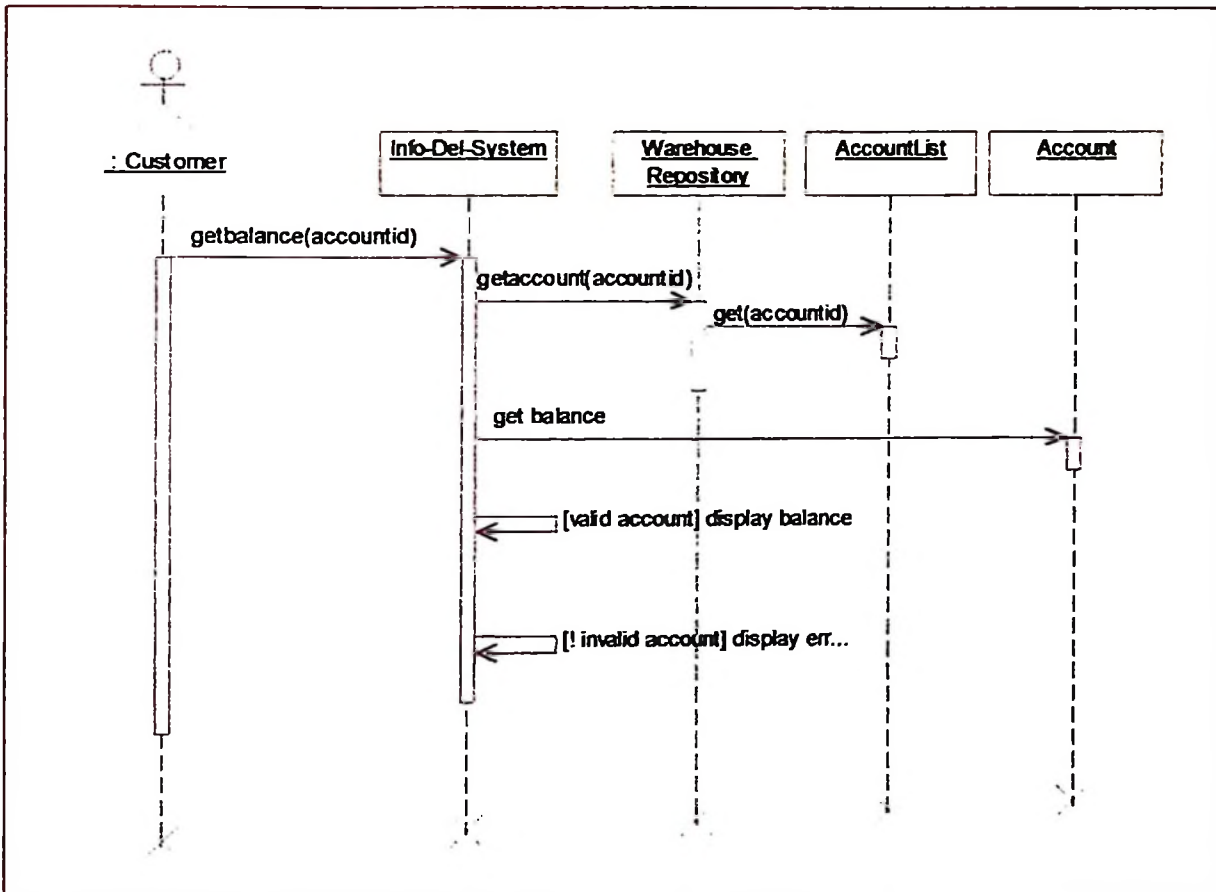 : Customer
Info-Del-System
Warehouse
Repository
AccountList
Account
getbalance(accountid)
getaccount(accountid)
get(accountid)
get balance
[valid account] display balance
[! invalid account] display err...